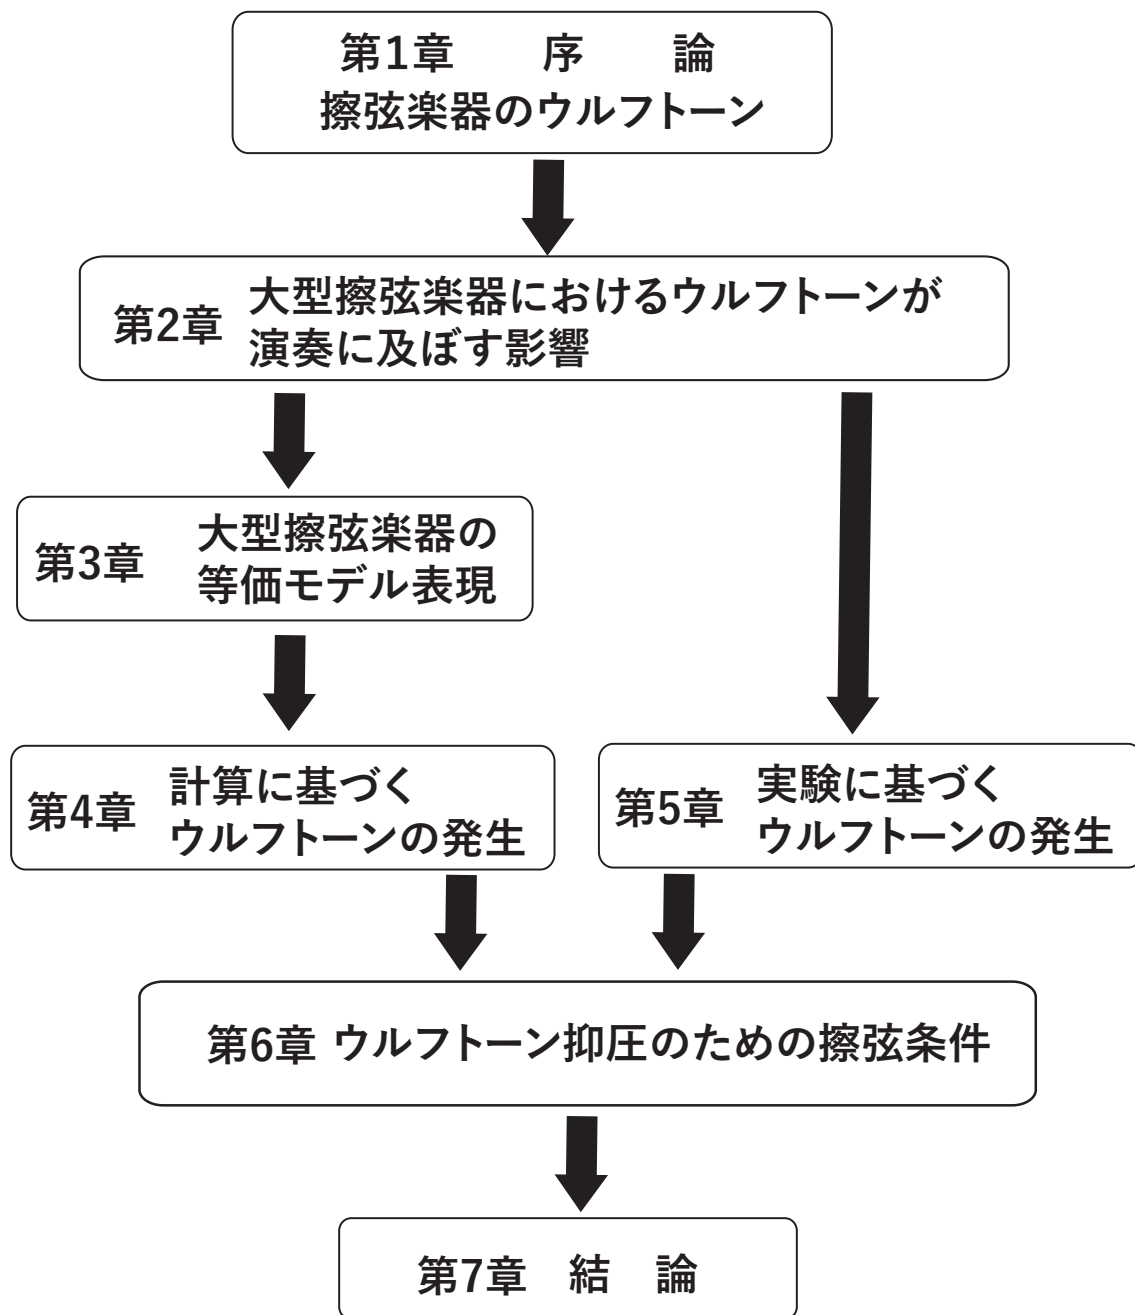 第1章　序　論
擦弦楽器のウルフトーン
第2章
大型擦弦楽器におけるウルフトーンが
演奏に及ぼす影響
第3章
大型擦弦楽器の
等価モデル表現
第4章
計算に基づく
ウルフトーンの発生
第5章
実験に基づく
ウルフトーンの発生
第6章 ウルフトーン抑圧のための擦弦条件
第7章　結　論